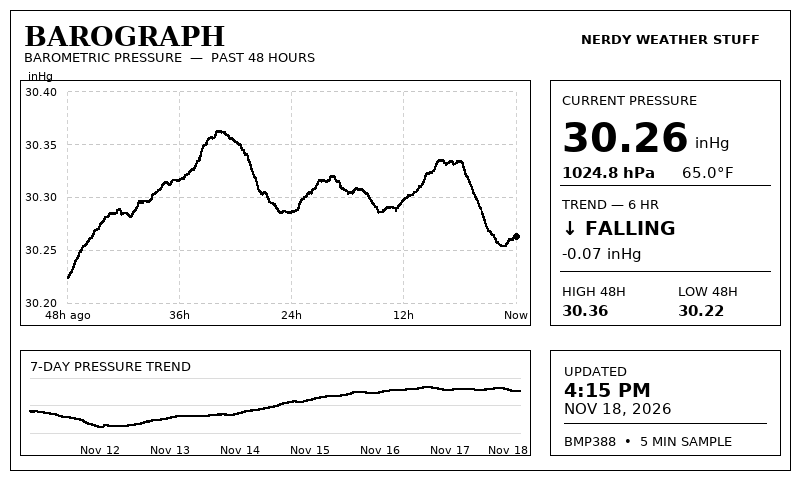 BAROGRAPH
BAROMETRIC PRESSURE — PAST 48 HOURS
NERDY WEATHER STUFF
inHg
30.40
30.35
30.30
30.25
30.20
48h ago 36h 24h 12h Now
CURRENT PRESSURE
30.26 inHg
1024.8 hPa 65.0°F
TREND — 6 HR
↓ FALLING
-0.07 inHg
HIGH 48H LOW 48H
30.36 30.22
7-DAY PRESSURE TREND
Nov 12 Nov 13 Nov 14 Nov 15 Nov 16 Nov 17 Nov 18
UPDATED
4:15 PM
NOV 18, 2026
BMP388 • 5 MIN SAMPLE